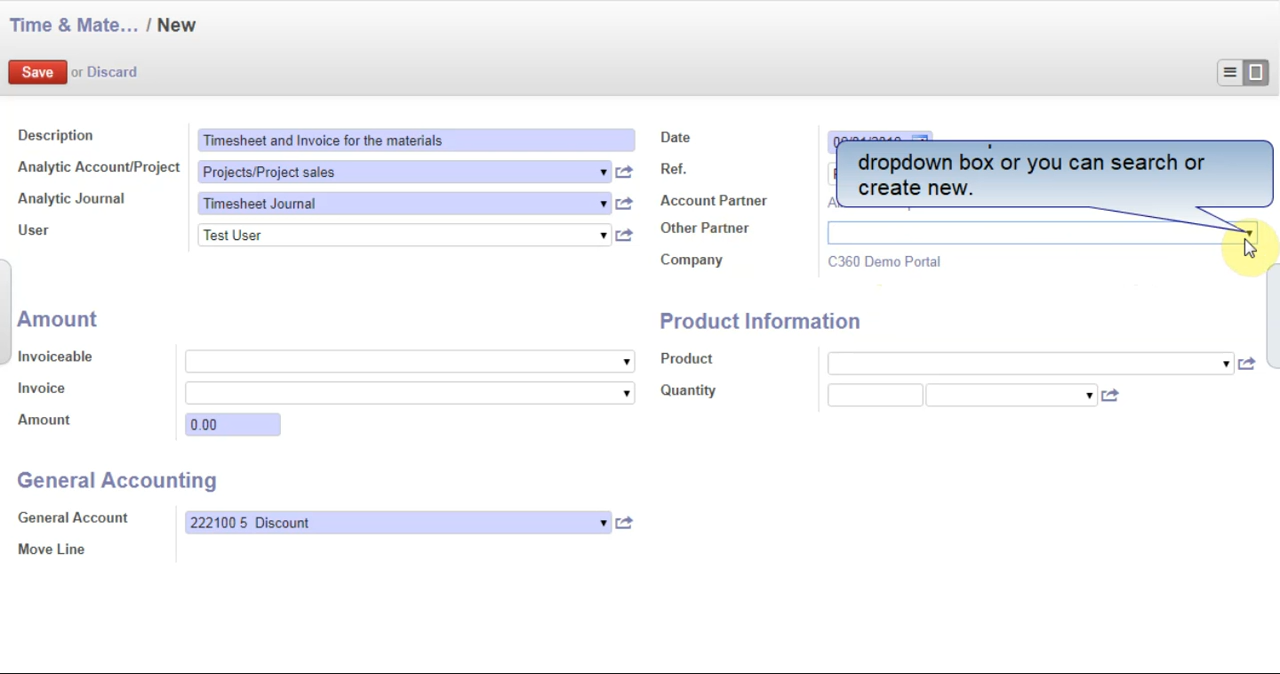 Time & Mate... / New
Save or Discard
Description
Timesheet and Invoice for the materials
Analytic Account/Project
Projects/Project sales
Analytic Journal
Timesheet Journal
User
Test User
Date
Ref.
Account Partner
Other Partner
Company
C360 Demo Portal
dropdown box or you can search or
create new.
Amount
Invoiceable
Invoice
Amount
0.00
Product Information
Product
Quantity
General Accounting
General Account
222100 5 Discount
Move Line